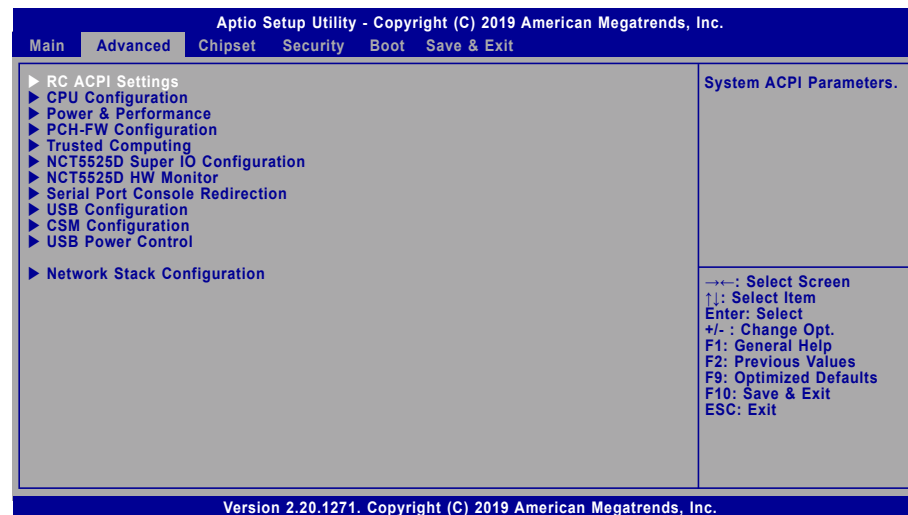 Aptio Setup Utility - Copyright (C) 2019 American Megatrends, Inc.
Main Advanced Chipset Security Boot Save & Exit
▶ RC ACPI Settings
▶ CPU Configuration
▶ Power & Performance
▶ PCH-FW Configuration
▶ Trusted Computing
▶ NCT5525D Super IO Configuration
▶ NCT5525D HW Monitor
▶ Serial Port Console Redirection
▶ USB Configuration
▶ CSM Configuration
▶ USB Power Control
▶ Network Stack Configuration
System ACPI Parameters.
→←: Select Screen
↑↓: Select Item
Enter: Select
+/- : Change Opt.
F1: General Help
F2: Previous Values
F9: Optimized Defaults
F10: Save & Exit
ESC: Exit
Version 2.20.1271. Copyright (C) 2019 American Megatrends, Inc.